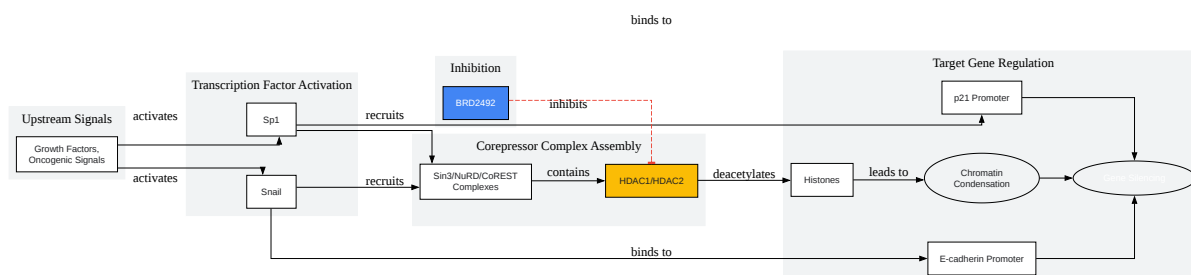 binds to
Inhibition
Target Gene Regulation
Transcription Factor Activation
BRD2492
p21 Promoter
inhibits
Upstream Signals
activates
Sp1
recruits
Growth Factors,
Oncogenic Signals
Corepressor Complex Assembly
activates
Snail
recruits
Sin3/NuRD/CoREST
Complexes
contains
HDAC1/HDAC2
deacetylates
Histones
leads to
Chromatin
Condensation
binds to
E-cadherin Promoter